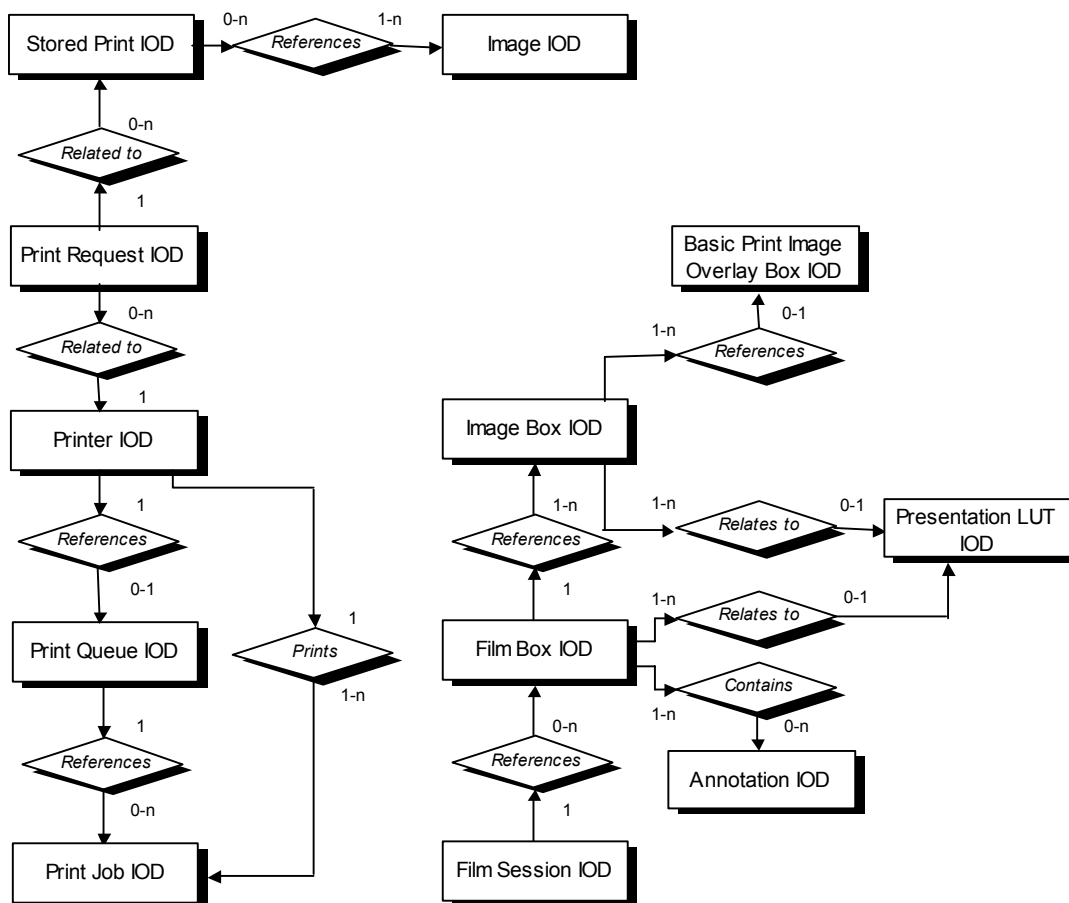 0-n
1-n
Stored Print IOD
References
Image IOD
0-n
Related to
1
Print Request IOD
Basic Print Image
Overlay Box IOD
0-n
0-1
1-n
Related to
References
1
Printer IOD
Image Box IOD
1
1-n
1-n
0-1
References
References
Relates to
Presentation LUT
IOD
0-1
1
1-n
0-1
Relates to
1
Print Queue IOD
Prints
Film Box IOD
Contains
1-n
1-n
0-n
1
0-n
References
References
Annotation IOD
0-n
1
Print Job IOD
Film Session IOD